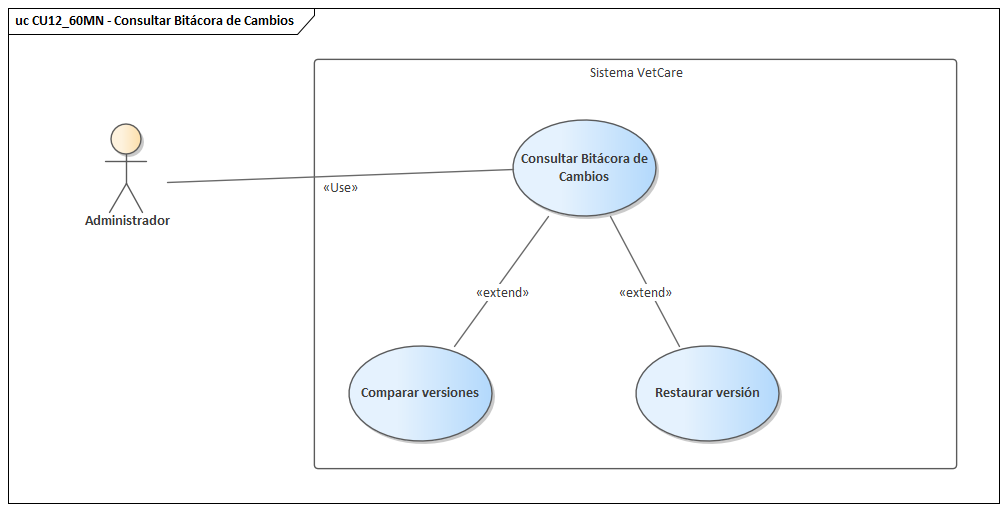 uc CU12_60MN - Consultar Bitácora de Cambios
Sistema VetCare
Consultar Bitácora de
Cambios
«Use»
Administrador
«extend»
«extend»
Comparar versiones
Restaurar versión